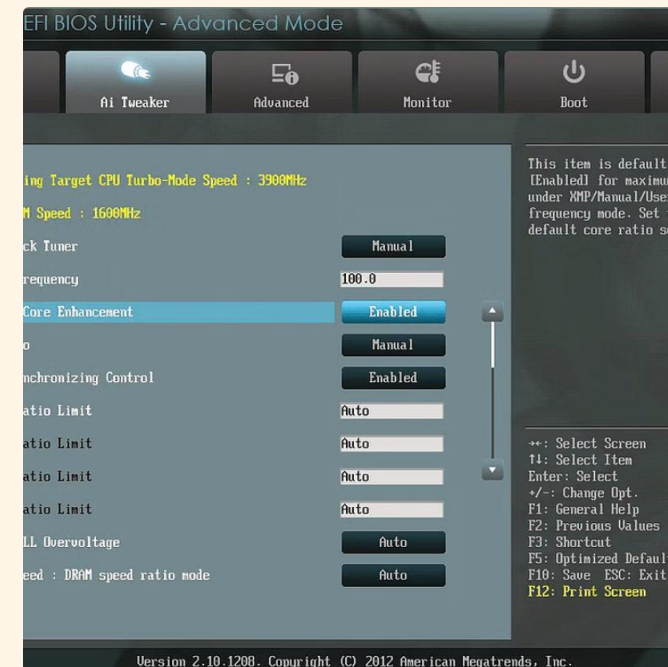 EFI BIOS Utility - Advanced Mode
Ai Tweaker
Advanced
Monitor
Boot
ing Target CPU Turbo-Mode Speed : 3900MHz
M Speed : 1600MHz
ck Tuner Manual
requency 100.0
Core Enhancement Enabled
o Manual
nchronizing Control Enabled
atio Limit Auto
atio Limit Auto
atio Limit Auto
atio Limit Auto
LL Overvoltage Auto
eed : DRAM speed ratio mode Auto
This item is default
[Enabled] for maximu
under XMP/Manual/Use
frequency mode. Set
default core ratio s
→←: Select Screen
↑↓: Select Item
Enter: Select
+/-: Change Opt.
F1: General Help
F2: Previous Values
F3: Shortcut
F5: Optimized Defaul
F10: Save ESC: Exit
F12: Print Screen
Version 2.10.1208. Copyright (C) 2012 American Megatrends, Inc.